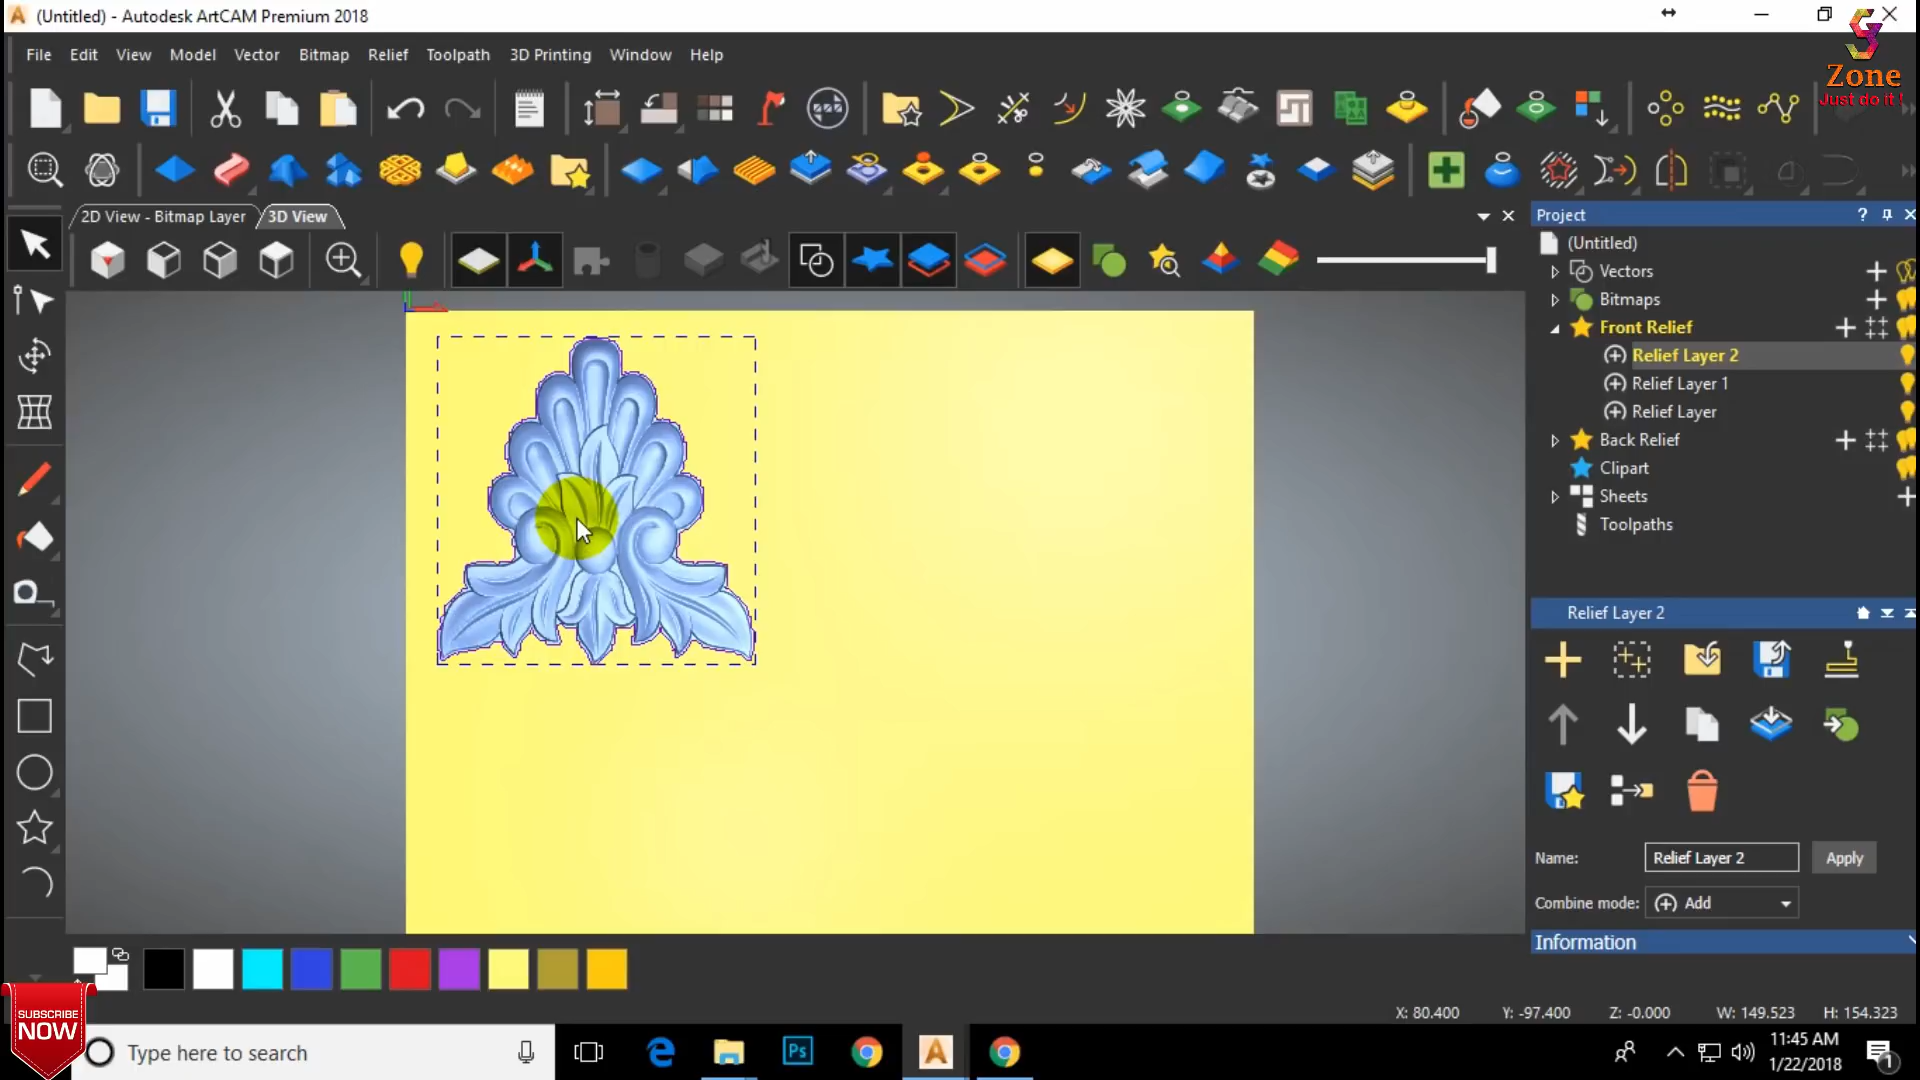 (Untitled) - Autodesk ArtCAM Premium 2018
File Edit View Model Vector Bitmap Relief Toolpath 3D Printing Window Help
Zone
Just do it !
2D View - Bitmap Layer
3D View
Project
(Untitled)
Vectors
Bitmaps
Front Relief
Relief Layer 2
Relief Layer 1
Relief Layer
Back Relief
Clipart
Sheets
Toolpaths
Relief Layer 2
Name: Relief Layer 2 Apply
Combine mode: Add
Information
X: 80.400 Y: -97.400 Z: -0.000 W: 149.523 H: 154.323
SUBSCRIBE
NOW
Type here to search
Ps
11:45 AM
1/22/2018
1